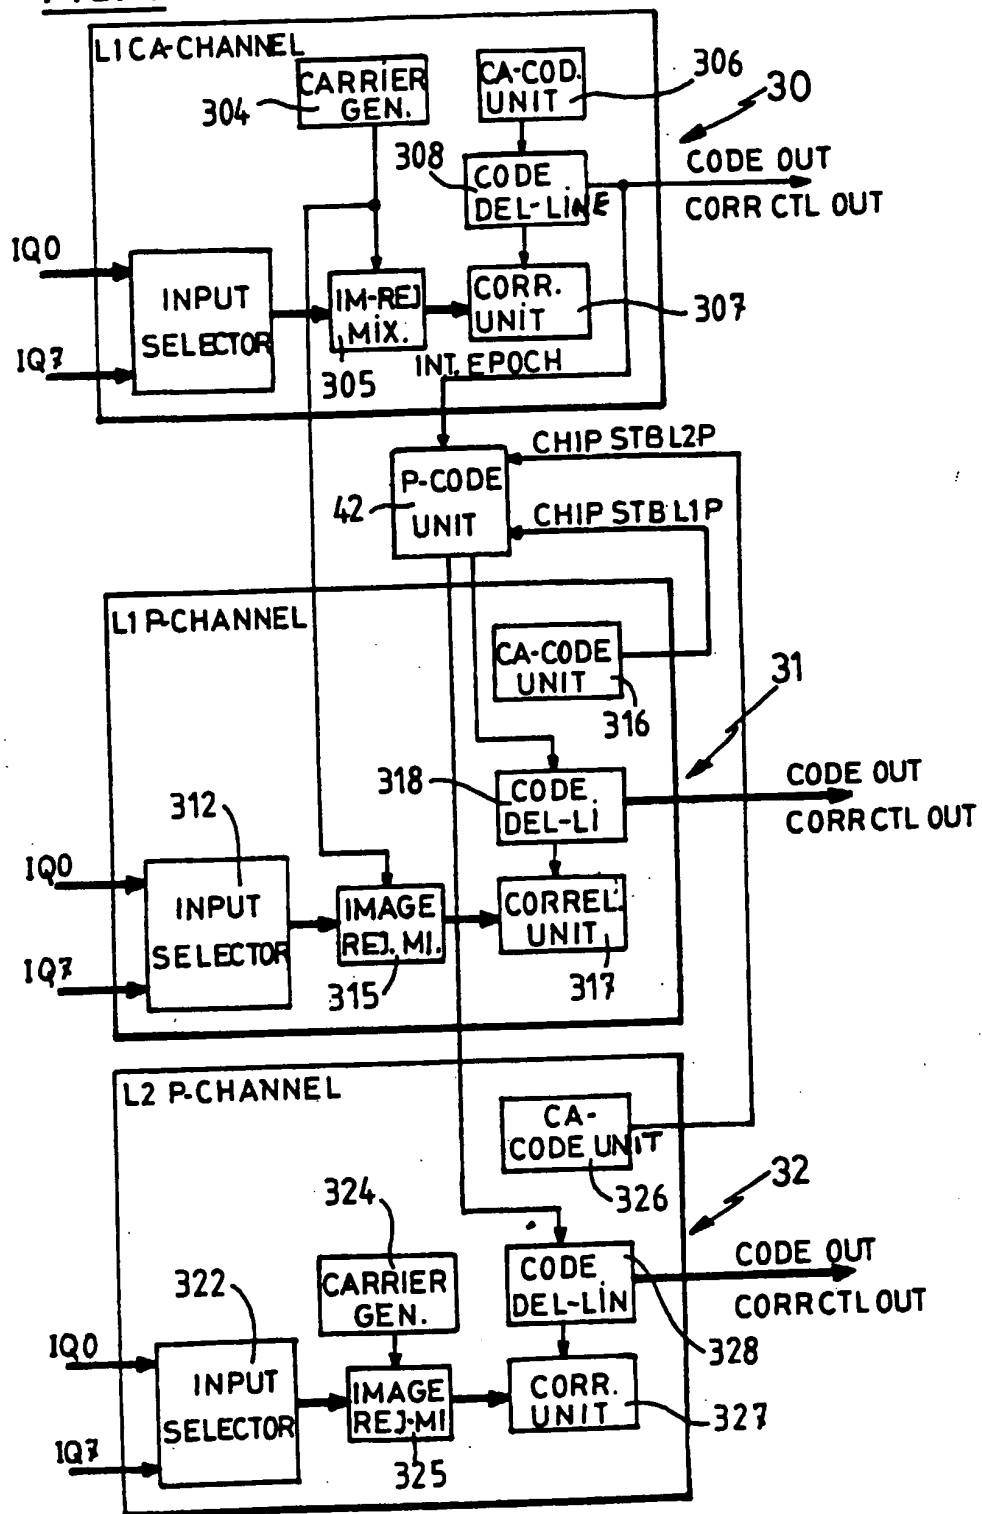 L1 CA-CHANNEL
CARRIER
GEN.
304
CA-COD.
UNIT
306
30
308
CODE
DEL-LINE
CODE OUT
CORR CTL OUT
IQ0
IQ7
INPUT
SELECTOR
IM-REJ
MIX.
305
CORR.
UNIT
307
INT. EPOCH
P-CODE
UNIT
42
CHIP STB L2P
CHIP STB L1P
L1 P-CHANNEL
CA-CODE
UNIT
316
31
318
CODE
DEL-LI
CODE OUT
CORR CTL OUT
312
IQ0
IQ7
INPUT
SELECTOR
IMAGE
REJ. MI.
315
CORREL.
UNIT
317
L2 P-CHANNEL
CA-
CODE UNIT
326
32
324
CARRIER
GEN.
CODE
DEL-LIN
328
CODE OUT
CORR CTL OUT
322
IQ0
IQ7
INPUT
SELECTOR
IMAGE
REJ-MI
325
CORR.
UNIT
327